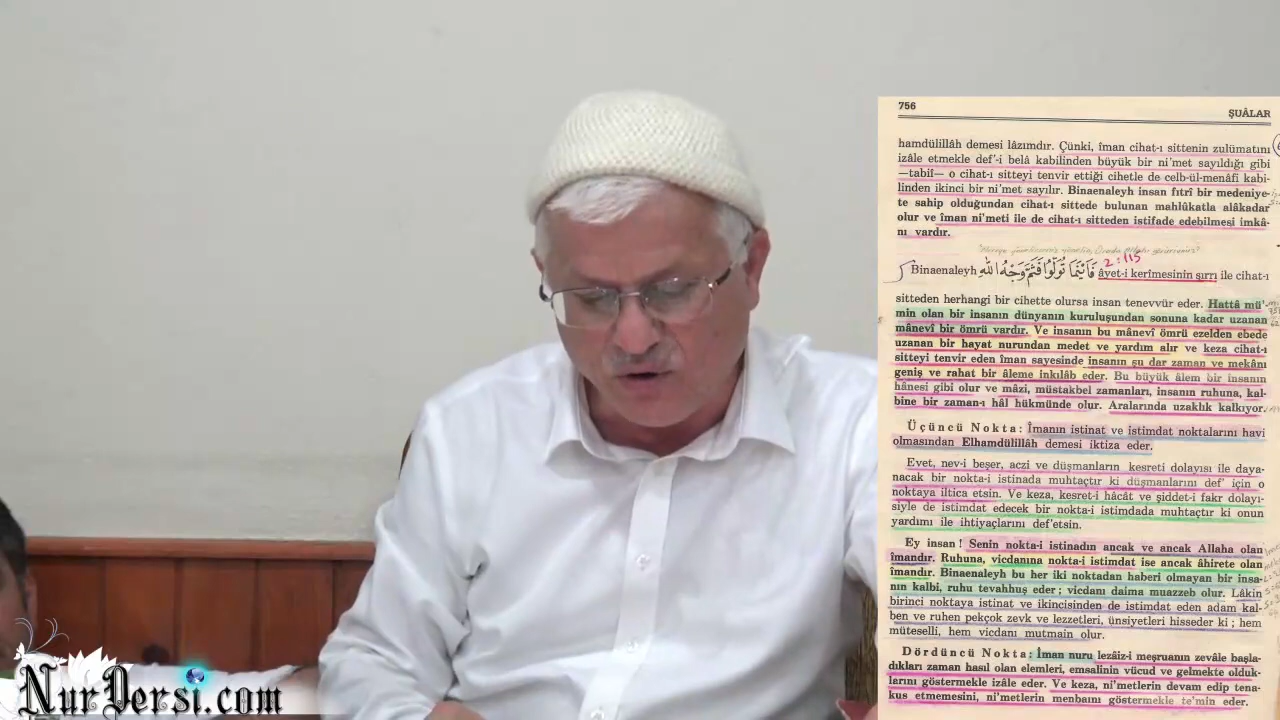 756
ŞUÂLAR
hamdülillâh demesi lâzımdır. Çünki, îman cihat-ı sittenin zulümatını
izâle etmekle def'-i belâ kabilinden büyük bir ni'met sayıldığı gibi
—tabiî— o cihat-ı sitteyi tenvir ettiği cihetle de celb-ül-menâfi kabi-
linden ikinci bir ni'met sayılır. Binaenaleyh insan fıtrî bir medeniye-
te sahip olduğundan cihat-ı sittede bulunan mahlûkatla alâkadar
olur ve îman ni'meti ile de cihat-ı sitteden istifade edebilmesi imkâ-
nı vardır.
2:115
Binaenaleyh فَاَيْنَمَا تُوَلُّوا فَثَمَّ وَجْهُ اللّٰهِ âyet-i kerîmesinin sırrı ile cihat-ı
sitteden herhangi bir cihette olursa insan tenevvür eder. Hattâ mü'
min olan bir insanın dünyanın kuruluşundan sonuna kadar uzanan
mânevî bir ömrü vardır. Ve insanın bu mânevî ömrü ezelden ebede
uzanan bir hayat nurundan medet ve yardım alır ve keza cihat-ı
sitteyi tenvir eden îman sayesinde insanın şu dar zaman ve mekânı
geniş ve rahat bir âleme inkılâb eder. Bu büyük âlem bir insanın
hânesi gibi olur ve mâzi, müstakbel zamanları, insanın ruhuna, kal-
bine bir zaman-ı hâl hükmünde olur. Aralarında uzaklık kalkıyor.
Üçüncü Nokta: Îmanın istinat ve istimdat noktalarını havi
olmasından Elhamdülillâh demesi iktiza eder.
Evet, nev-i beşer, aczi ve düşmanların kesreti dolayısı ile daya-
nacak bir nokta-i istinada muhtaçtır ki düşmanlarını def' için o
noktaya iltica etsin. Ve keza, kesret-i hâcât ve şiddet-i fakr dolayı-
siyle de istimdat edecek bir nokta-i istimdada muhtaçtır ki onun
yardımı ile ihtiyaçlarını def'etsin.
Ey insan! Senin nokta-i istinadın ancak ve ancak Allaha olan
îmandır. Ruhuna, vicdanına nokta-i istimdat ise ancak âhirete olan
îmandır. Binaenaleyh bu her iki noktadan haberi olmayan bir insa-
nın kalbi, ruhu tevahhuş eder; vicdanı daima muazzeb olur. Lâkin
birinci noktaya istinat ve ikincisinden de istimdat eden adam kal-
ben ve ruhen pekçok zevk ve lezzetleri, ünsiyetleri hisseder ki; hem
müteselli, hem vicdanı mutmain olur.
Dördüncü Nokta: Îman nuru lezâiz-i meşruanın zevâle başla-
dıkları zaman hasıl olan elemleri, emsalinin vücud ve gelmekte olduk-
larını göstermekle izâle eder. Ve keza, ni'metlerin devam edip tena-
kus etmemesini, ni'metlerin menbaını göstermekle te'min eder.
NurDersi.com